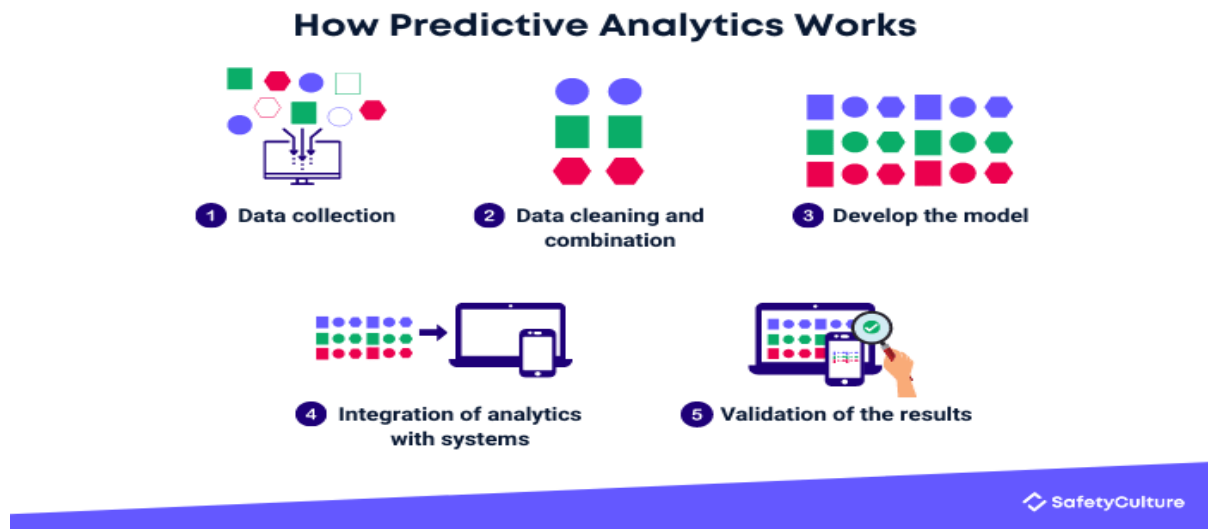 How Predictive Analytics Works
1 Data collection
2 Data cleaning and
combination
3 Develop the model
4 Integration of analytics
with systems
5 Validation of the results
SafetyCulture